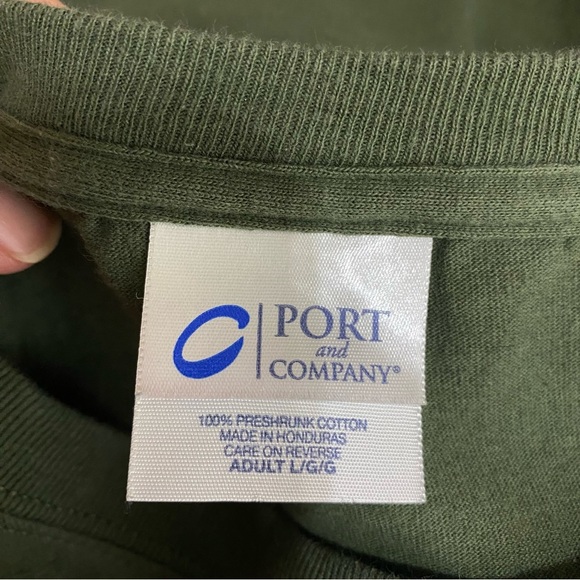 PORT
and
COMPANY®
100% PRESHRUNK COTTON
MADE IN HONDURAS
CARE ON REVERSE
ADULT L/G/G